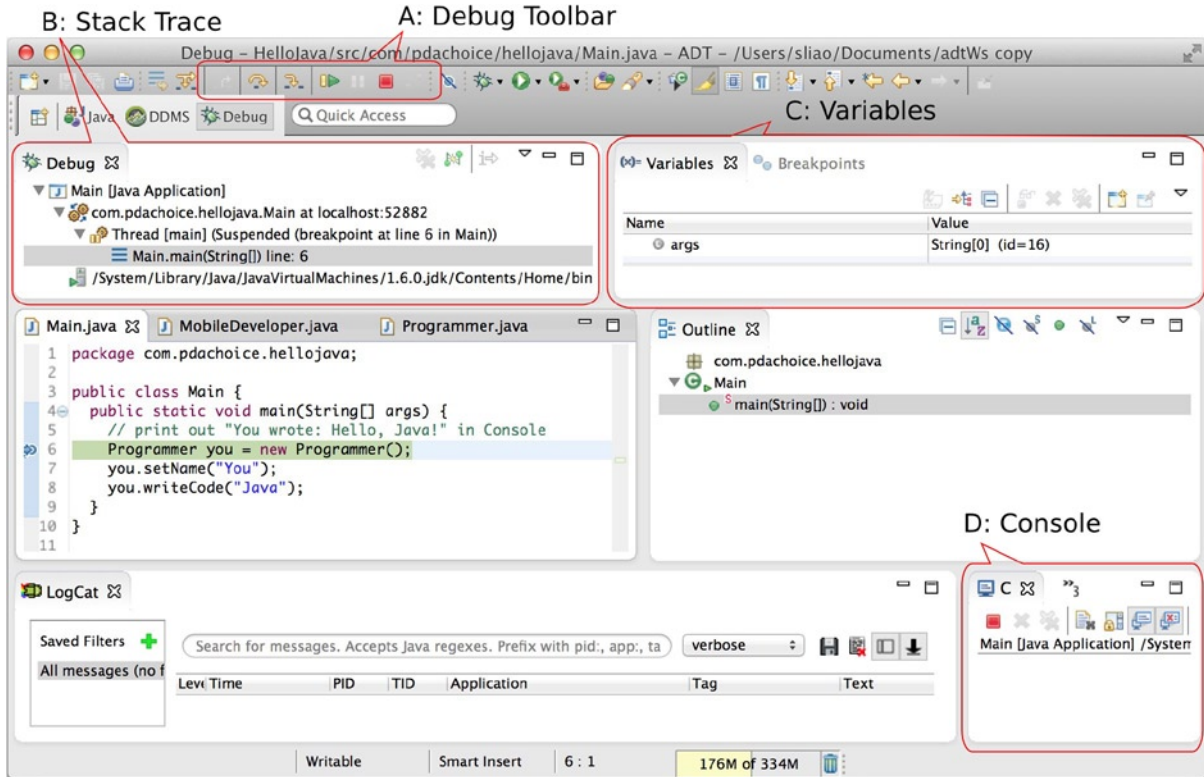 B: Stack Trace
A: Debug Toolbar
Debug – HelloJava/src/com/pdachoice/hellojava/Main.java – ADT – /Users/sliao/Documents/adtWs copy
Java DDMS Debug
Quick Access
C: Variables
Debug
Main [Java Application]
com.pdachoice.hellojava.Main at localhost:52882
Thread [main] (Suspended (breakpoint at line 6 in Main))
Main.main(String[]) line: 6
/System/Library/Java/JavaVirtualMachines/1.6.0.jdk/Contents/Home/bin
(x)= Variables Breakpoints
Name Value
args String[0] (id=16)
Main.java MobileDeveloper.java Programmer.java
1 package com.pdachoice.hellojava;
2
3 public class Main {
4 public static void main(String[] args) {
5 // print out "You wrote: Hello, Java!" in Console
6 Programmer you = new Programmer();
7 you.setName("You");
8 you.writeCode("Java");
9 }
10 }
11
Outline
com.pdachoice.hellojava
Main
S main(String[]) : void
D: Console
LogCat
Saved Filters
All messages (no f
Search for messages. Accepts Java regexes. Prefix with pid:, app:, ta
verbose
Leve Time PID TID Application Tag Text
C »3
Main [Java Application] /System
Writable Smart Insert 6 : 1 176M of 334M